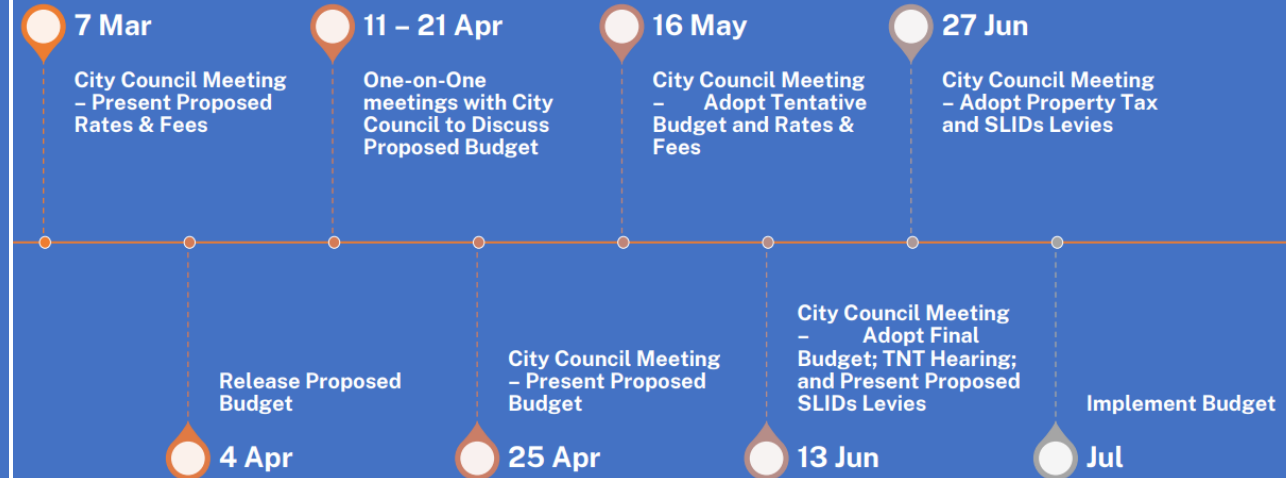 7 Mar
City Council Meeting
– Present Proposed
Rates & Fees
11 – 21 Apr
One-on-One
meetings with City
Council to Discuss
Proposed Budget
16 May
City Council Meeting
– Adopt Tentative
Budget and Rates &
Fees
27 Jun
City Council Meeting
– Adopt Property Tax
and SLIDs Levies
Release Proposed
Budget
4 Apr
City Council Meeting
– Present Proposed
Budget
25 Apr
City Council Meeting
– Adopt Final
Budget; TNT Hearing;
and Present Proposed
SLIDs Levies
13 Jun
Implement Budget
Jul